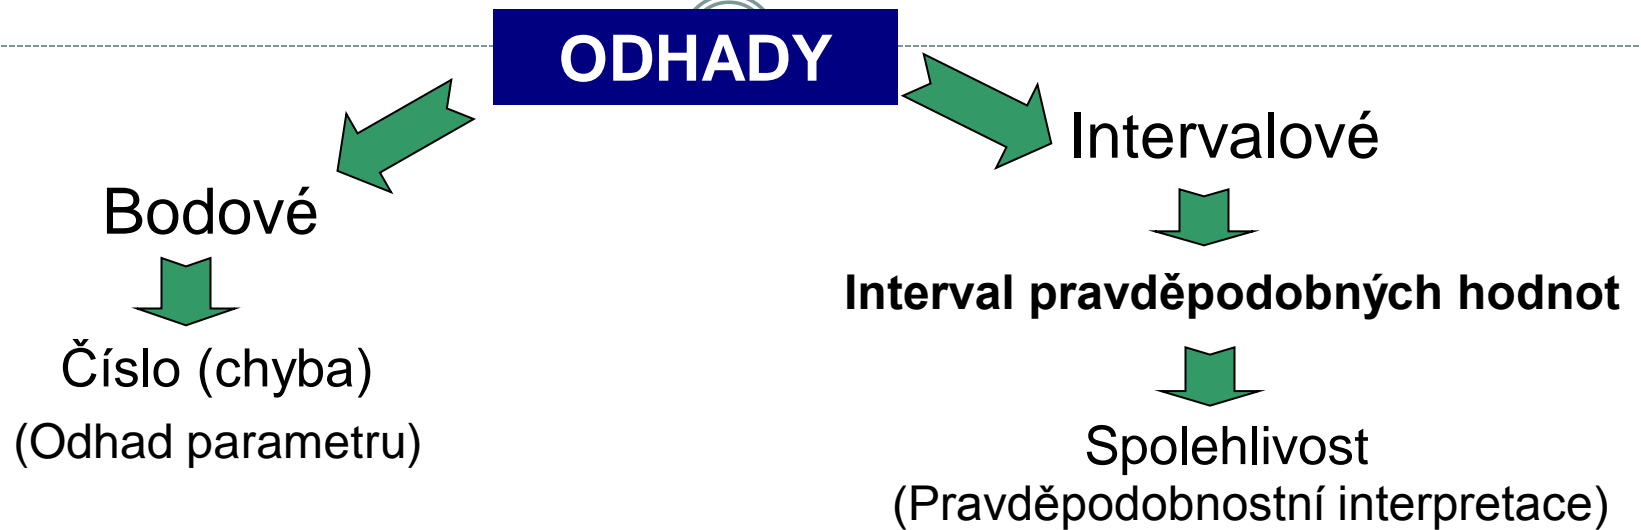 ODHADY
Bodové
Číslo (chyba)
(Odhad parametru)
Intervalové
Interval pravděpodobných hodnot
Spolehlivost
(Pravděpodobnostní interpretace)